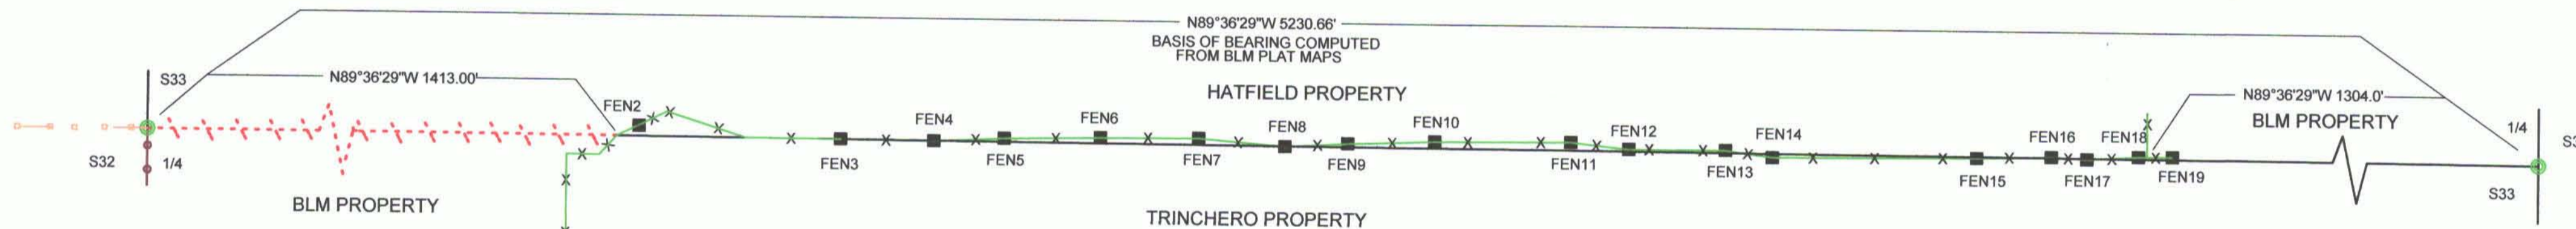 N89°36'29"W 5230.66'
BASIS OF BEARING COMPUTED
FROM BLM PLAT MAPS
S33
N89°36'29"W 1413.00'
HATFIELD PROPERTY
N89°36'29"W 1304.0'
BLM PROPERTY
FEN2
FEN4
FEN6
FEN8
FEN10
FEN12
FEN14
FEN16
FEN18
1/4
S32
1/4
FEN3
FEN5
FEN7
FEN9
FEN11
FEN13
FEN15
FEN17
FEN19
S33
BLM PROPERTY
TRINCHERO PROPERTY